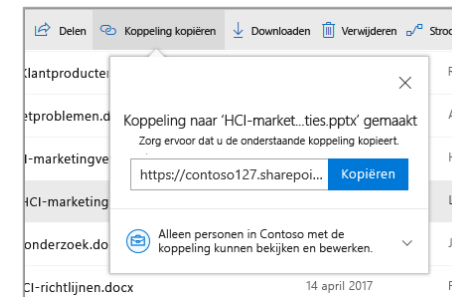 Delen Koppeling kopiëren Downloaden Verwijderen
Klantproducte
etproblemen.d
Koppeling naar 'HCI-market...ties.pptx' gemaakt
Zorg ervoor dat u de onderstaande koppeling kopieert.
I-marketingve
https://contoso127.sharepoi... Kopiëren
HCI-marketing
Alleen personen in Contoso met de
onderzoek.do
koppeling kunnen bekijken en bewerken.
CI-richtlijnen.docx 14 april 2017